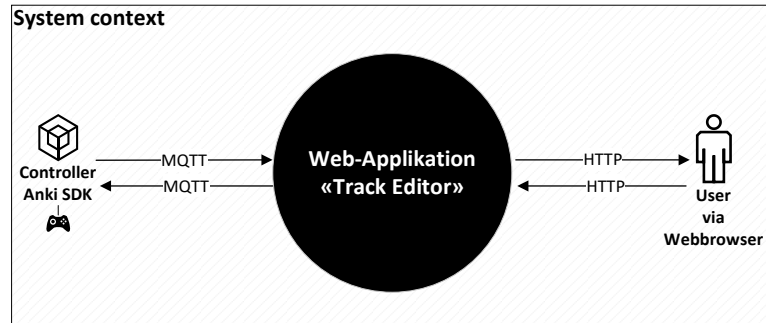 System context
MQTT
MQTT
Controller
Anki SDK
Web-Applikation
«Track Editor»
HTTP
HTTP
User
via
Webbrowser